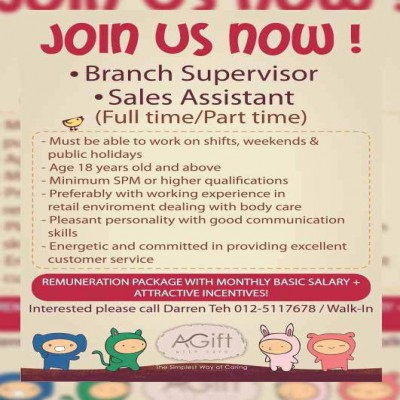 JOIN US NOW !
• Branch Supervisor
• Sales Assistant
(Full time/Part time)
- Must be able to work on shifts, weekends &
public holidays
- Age 18 years old and above
- Minimum SPM or higher qualifications
- Preferably with working experience in
retail enviroment dealing with body care
- Pleasant personality with good communication
skills
- Energetic and committed in providing excellent
customer service
REMUNERATION PACKAGE WITH MONTHLY BASIC SALARY +
ATTRACTIVE INCENTIVES!
Interested please call Darren Teh 012-5117678 / Walk-In
AGift
with care
The Simplest Way of Caring